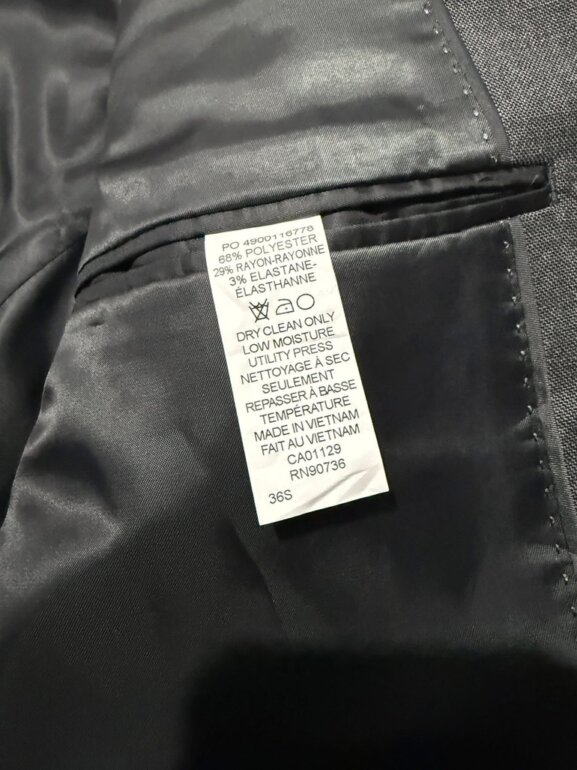 PO 4900116778
68% POLYESTER
29% RAYON-RAYONNE
3% ELASTANE-
ÉLASTHANNE
DRY CLEAN ONLY
LOW MOISTURE
UTILITY PRESS
NETTOYAGE À SEC
SEULEMENT
REPASSER À BASSE
TEMPÉRATURE
MADE IN VIETNAM
FAIT AU VIETNAM
CA01129
RN90736
36S